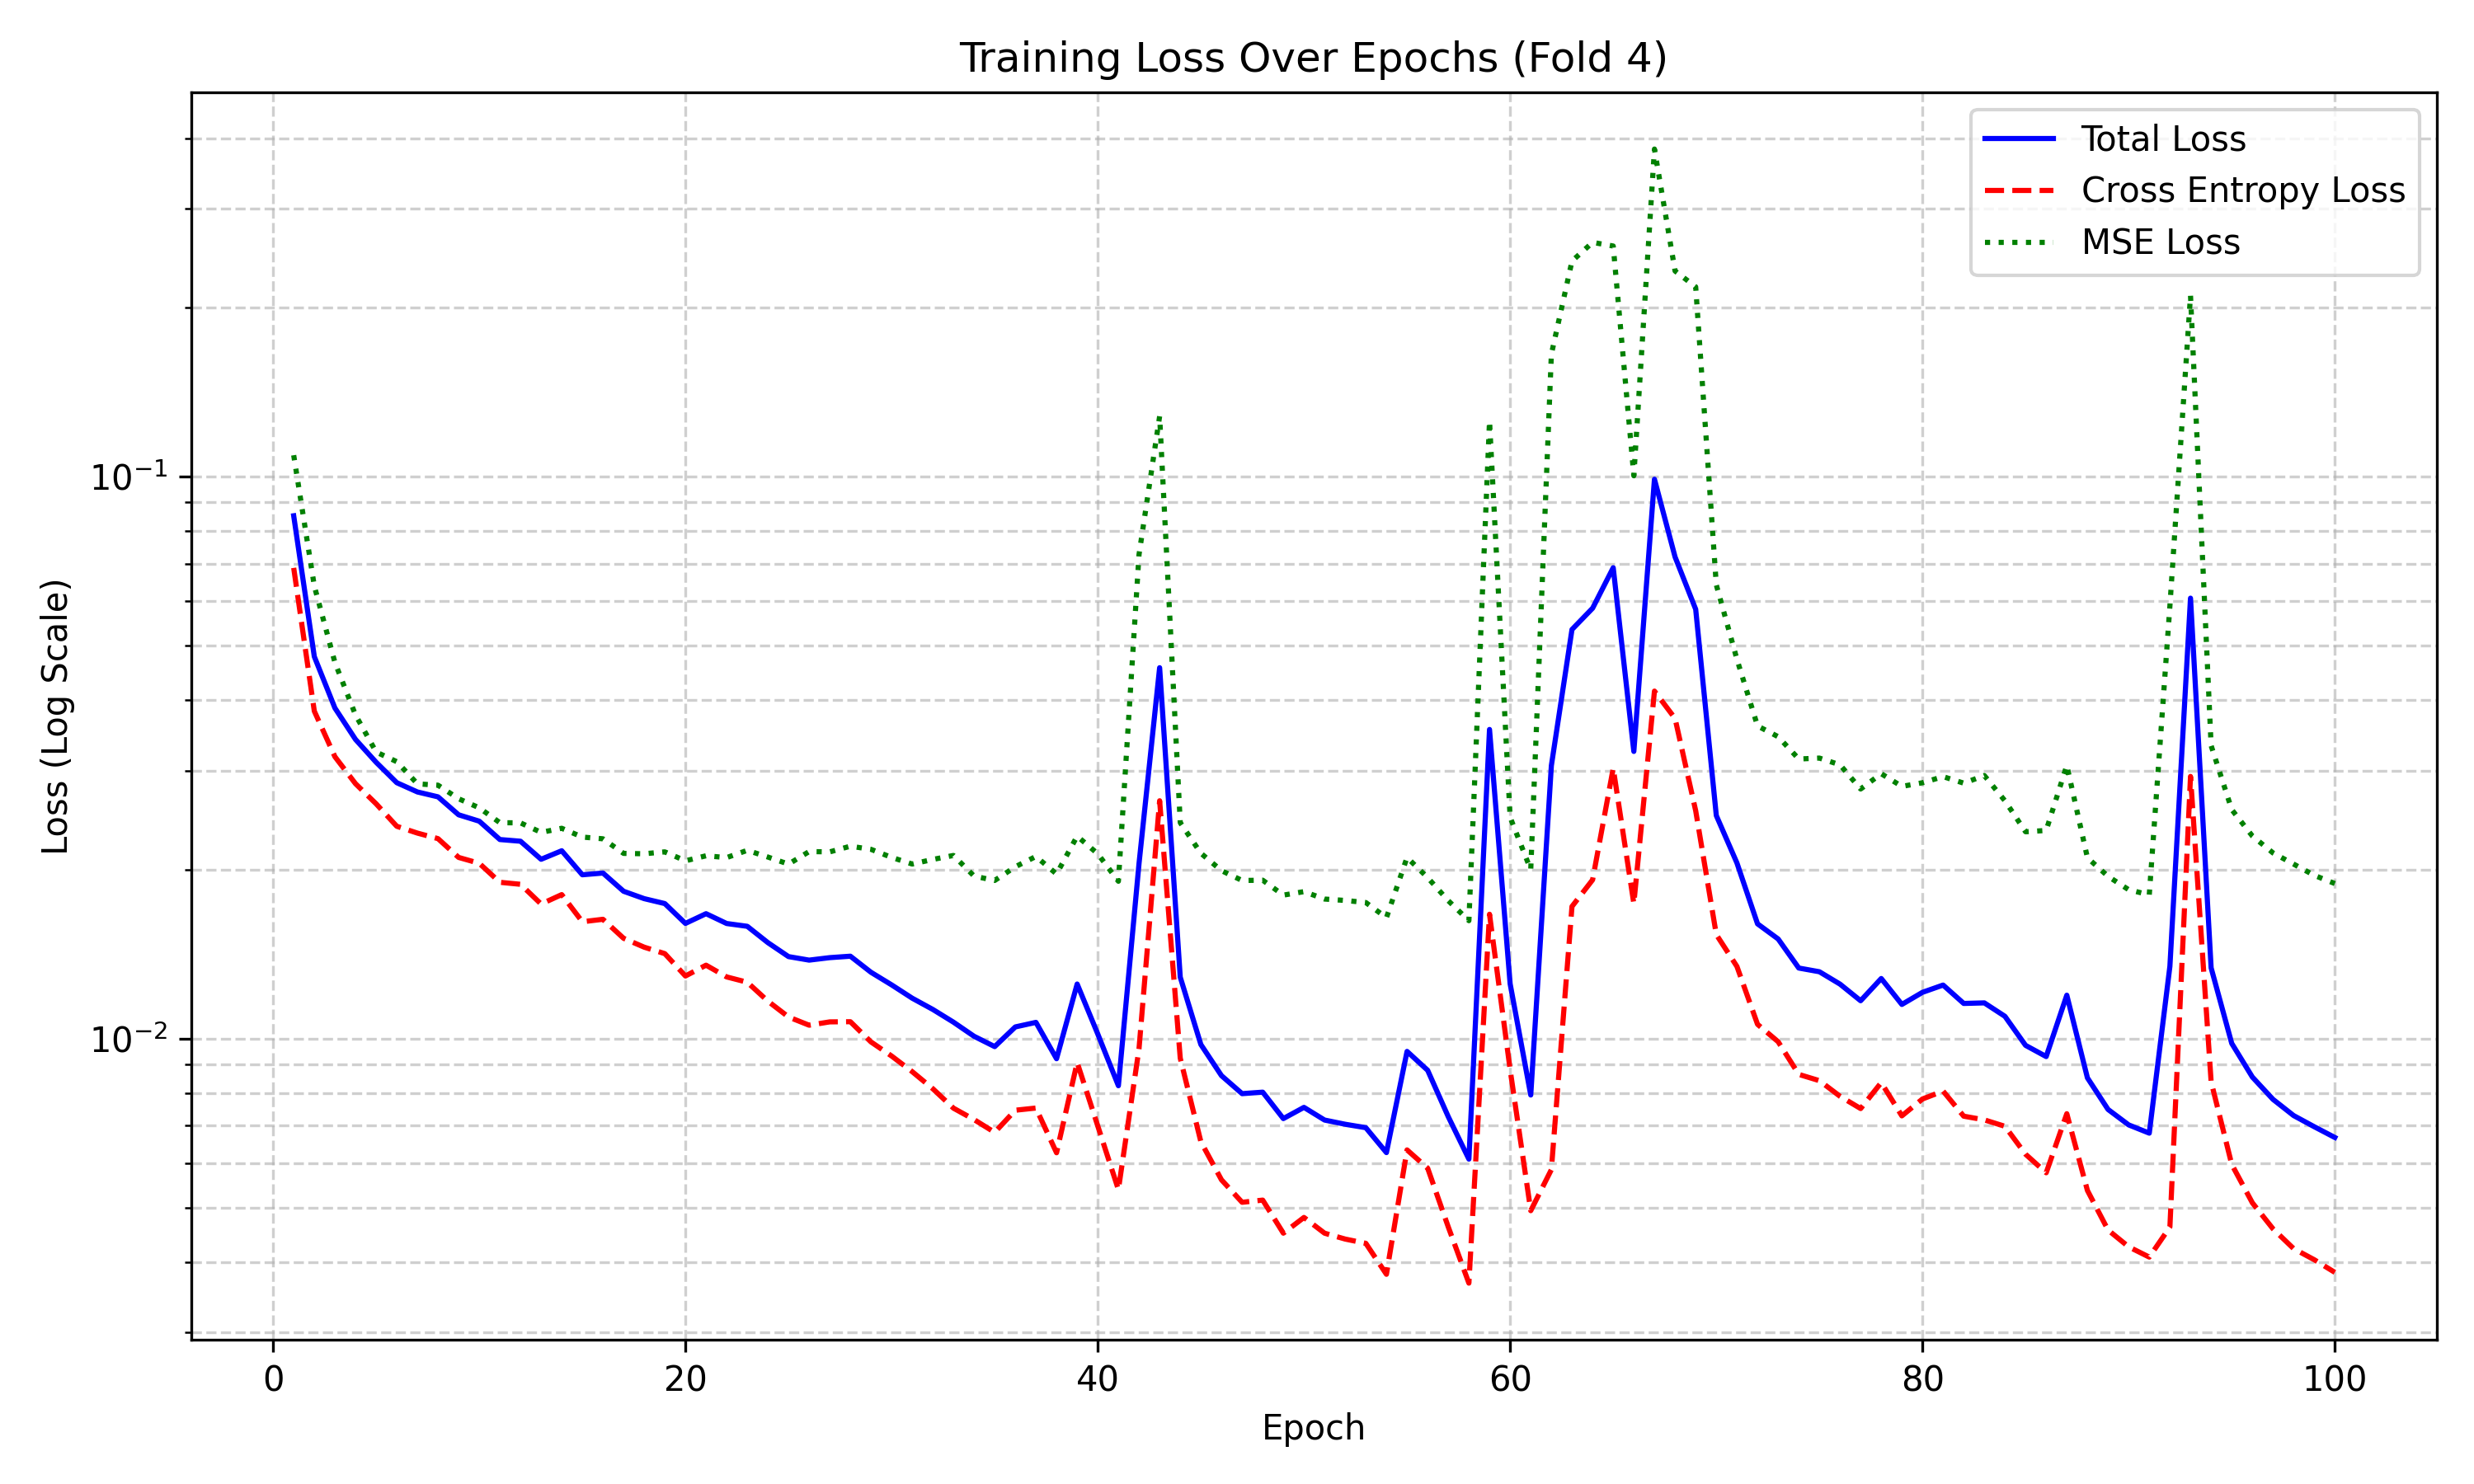 Training Loss Over Epochs (Fold 4)
Total Loss
Cross Entropy Loss
MSE Loss
Loss (Log Scale)
10⁻¹
10⁻²
0 20 40 60 80 100
Epoch